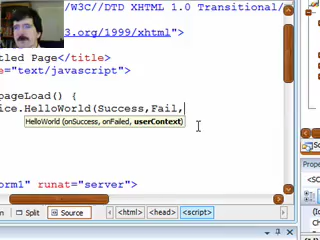 /W3C//DTD XHTML 1.0 Transitional/
3.org/1999/xhtml">
tled Page</title>
e="text/javascript">
pageLoad() {
ice.HelloWorld(Success,Fail,
HelloWorld (onSuccess, onFailed, userContext)
orm1" runat="server">
n Split Source <html> <head> <script>